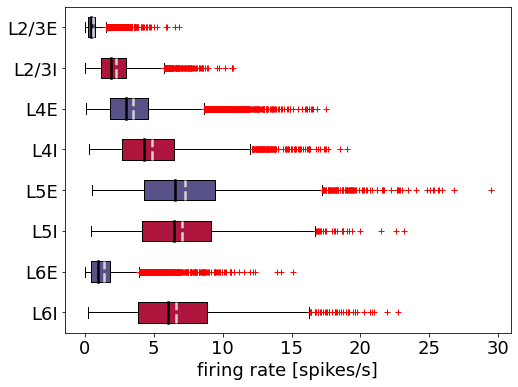 L2/3E
L2/3I
L4E
L4I
L5E
L5I
L6E
L6I
0 5 10 15 20 25 30
firing rate [spikes/s]